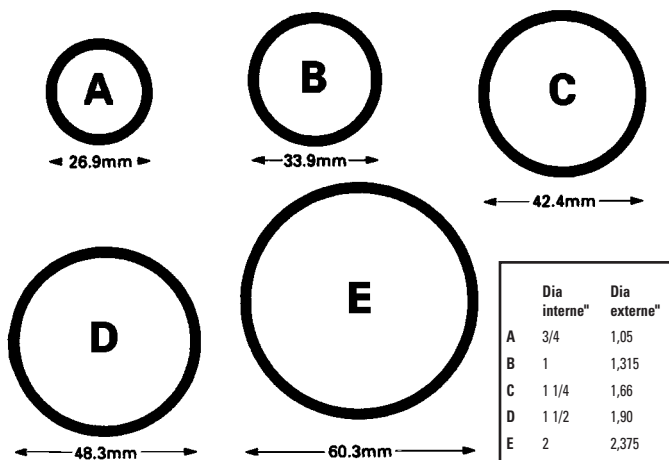 A
B
C
26.9mm
33.9mm
42.4mm
D
E
48.3mm
60.3mm
Dia interne" Dia externe"
A 3/4 1,05
B 1 1,315
C 1 1/4 1,66
D 1 1/2 1,90
E 2 2,375